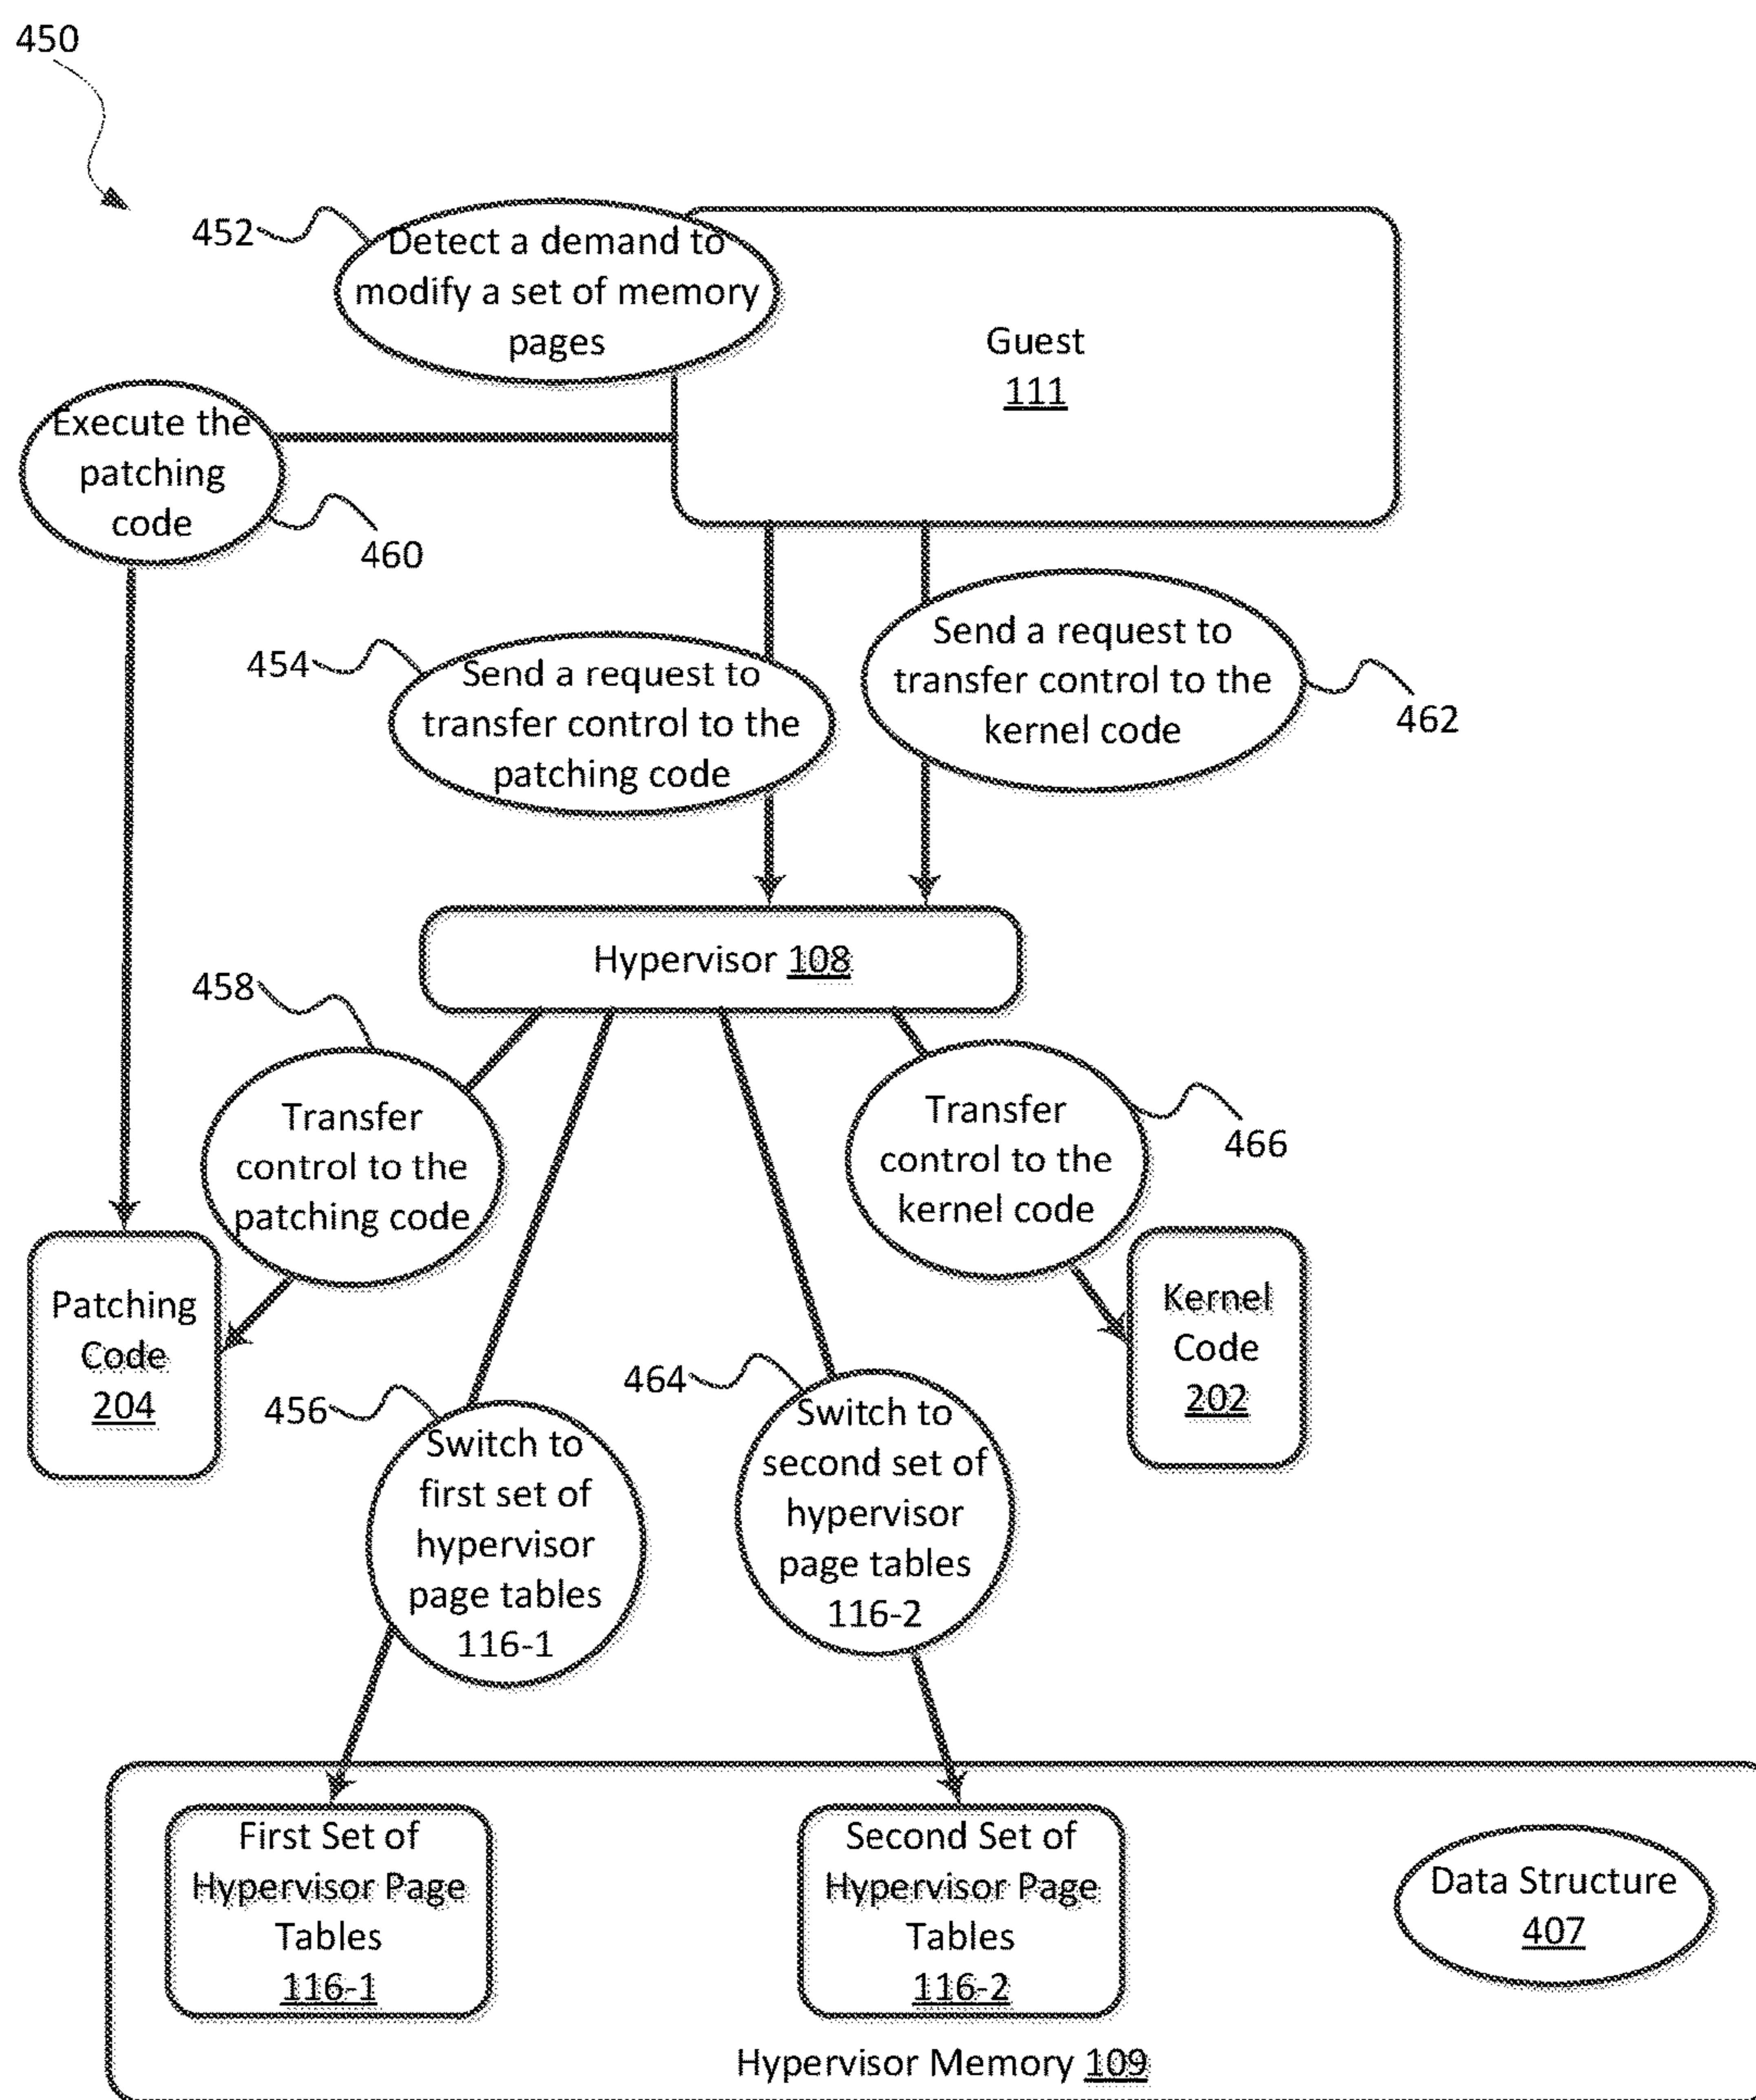 450
452
Detect a demand to
modify a set of memory
pages
Guest
111
Execute the
patching
code
460
454
Send a request to
transfer control to the
patching code
Send a request to
transfer control to the
kernel code
462
Hypervisor 108
458
Transfer
control to the
patching code
Transfer
control to the
kernel code
466
Patching
Code
204
Kernel
Code
202
456
Switch to
first set of
hypervisor
page tables
116-1
464
Switch to
second set of
hypervisor
page tables
116-2
First Set of
Hypervisor Page
Tables
116-1
Second Set of
Hypervisor Page
Tables
116-2
Data Structure
407
Hypervisor Memory 109